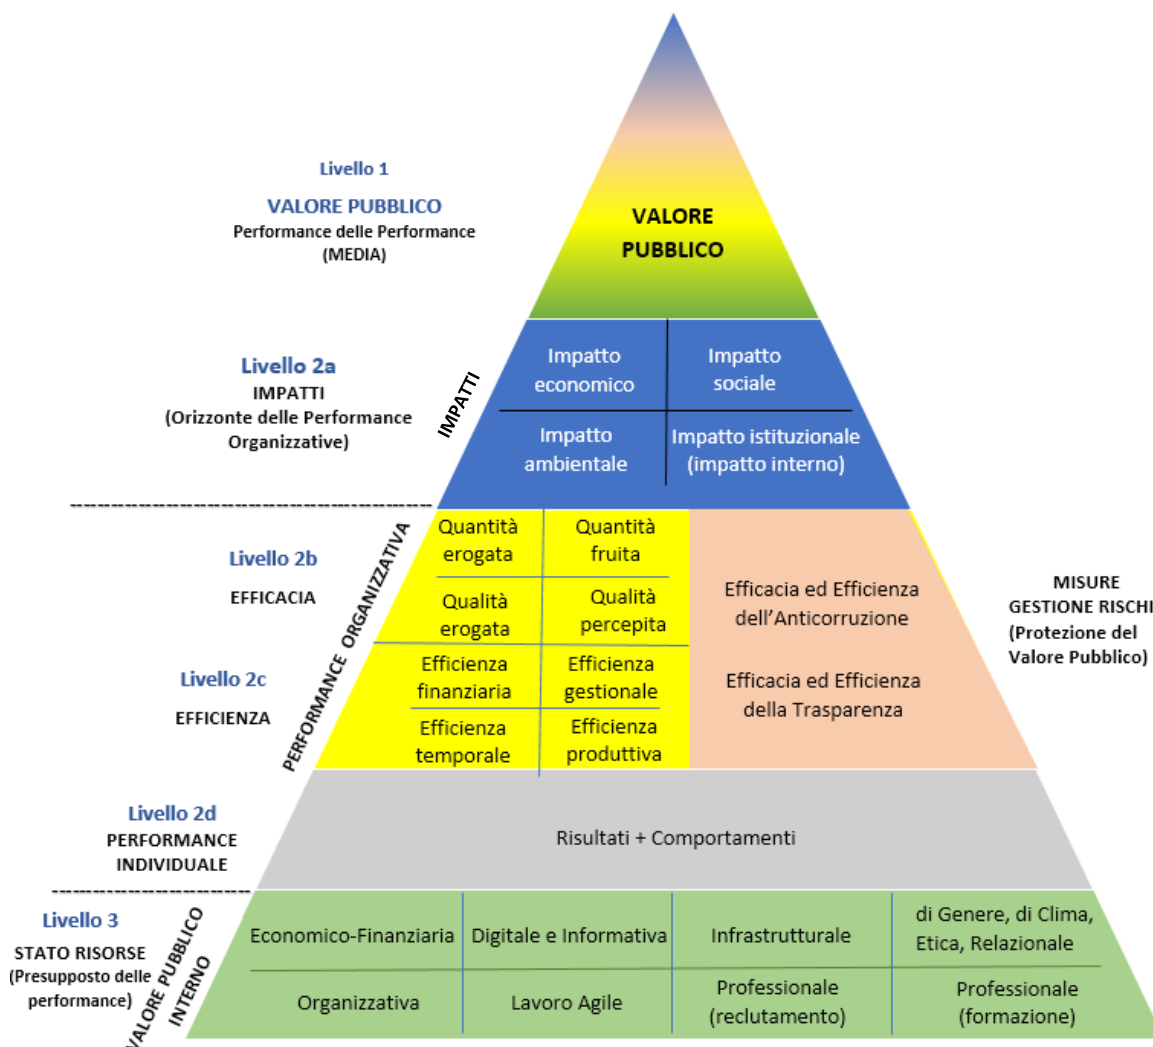 Livello 1
VALORE PUBBLICO
Performance delle Performance
(MEDIA)
VALORE
PUBBLICO
Livello 2a
IMPATTI
(Orizzonte delle Performance
Organizzative)
IMPATTI
Impatto
economico
Impatto
sociale
Impatto
ambientale
Impatto istituzionale
(impatto interno)
Livello 2b
EFFICACIA
PERFORMANCE ORGANIZZATIVA
Quantità
erogata
Quantità
fruita
Qualità
erogata
Qualità
percepita
Livello 2c
EFFICIENZA
Efficienza
finanziaria
Efficienza
gestionale
Efficienza
temporale
Efficienza
produttiva
Efficacia ed Efficienza
dell’Anticorruzione
Efficacia ed Efficienza
della Trasparenza
MISURE
GESTIONE RISCHI
(Protezione del
Valore Pubblico)
Livello 2d
PERFORMANCE
INDIVIDUALE
Risultati + Comportamenti
Livello 3
STATO RISORSE
(Presupposto delle
performance)
VALORE PUBBLICO
INTERNO
Economico-Finanziaria
Digitale e Informativa
Infrastrutturale
di Genere, di Clima,
Etica, Relazionale
Organizzativa
Lavoro Agile
Professionale
(reclutamento)
Professionale
(formazione)